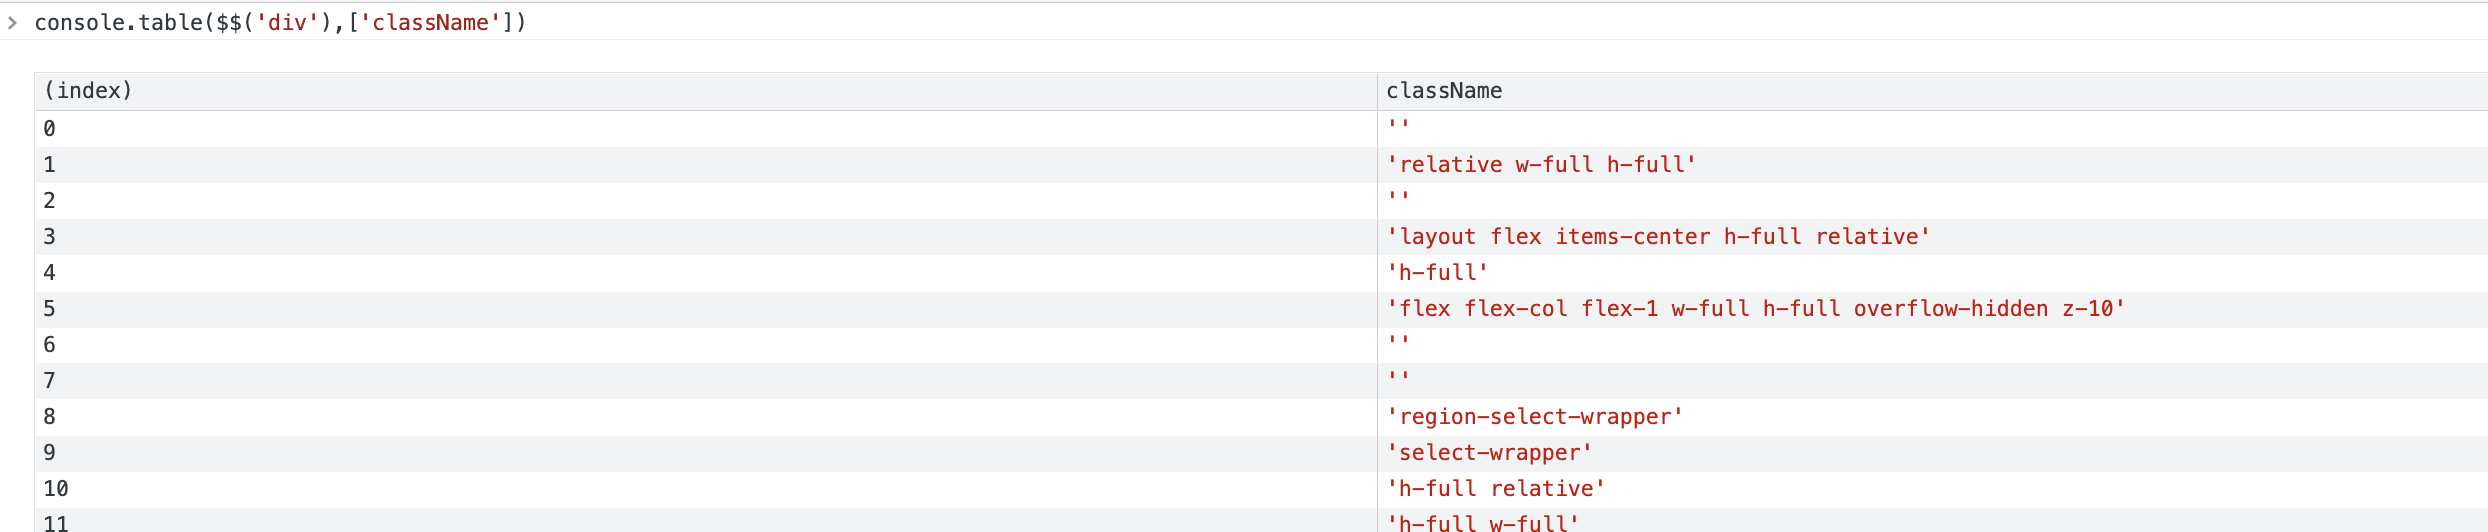 > console.table($$('div'),['className'])
(index) className
0 ''
1 'relative w-full h-full'
2 ''
3 'layout flex items-center h-full relative'
4 'h-full'
5 'flex flex-col flex-1 w-full h-full overflow-hidden z-10'
6 ''
7 ''
8 'region-select-wrapper'
9 'select-wrapper'
10 'h-full relative'
11 'h-full w-full'